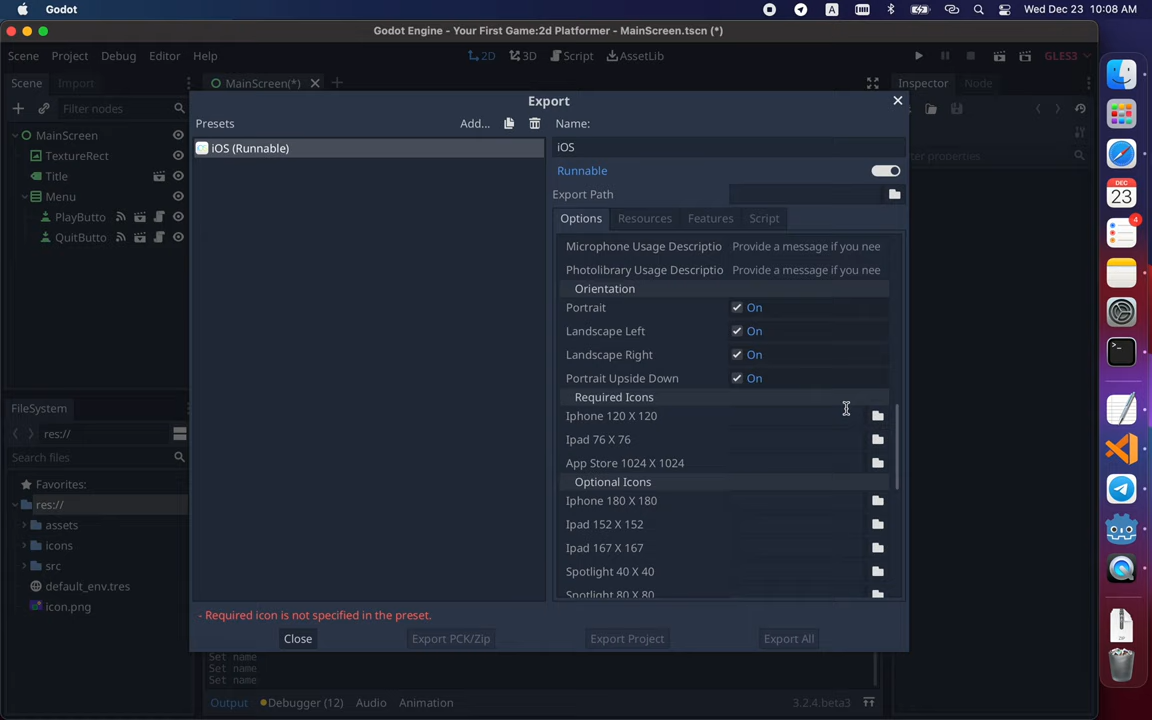 Godot
A
Wed Dec 23 10:08 AM
Godot Engine - Your First Game:2d Platformer - MainScreen.tscn (*)
Scene Project Debug Editor Help
2D 3D Script AssetLib
GLES3
Scene Import
MainScreen(*)
Inspector Node
Filter nodes
MainScreen
TextureRect
Title
Menu
PlayButto
QuitButto
FileSystem
res://
Search files
Favorites:
res://
assets
icons
src
default_env.tres
icon.png
Export
Presets
Add...
Name:
iOS (Runnable)
iOS
Runnable
Export Path
Options Resources Features Script
Microphone Usage Descriptio Provide a message if you nee
Photolibrary Usage Descriptio Provide a message if you nee
Orientation
Portrait On
Landscape Left On
Landscape Right On
Portrait Upside Down On
Required Icons
Iphone 120 X 120
Ipad 76 X 76
App Store 1024 X 1024
Optional Icons
Iphone 180 X 180
Ipad 152 X 152
Ipad 167 X 167
Spotlight 40 X 40
Spotlight 80 X 80
- Required icon is not specified in the preset.
Close Export PCK/Zip Export Project Export All
Set name
Set name
Set name
Output Debugger (12) Audio Animation
3.2.4.beta3
ter properties
DEC
23
4
ZIP